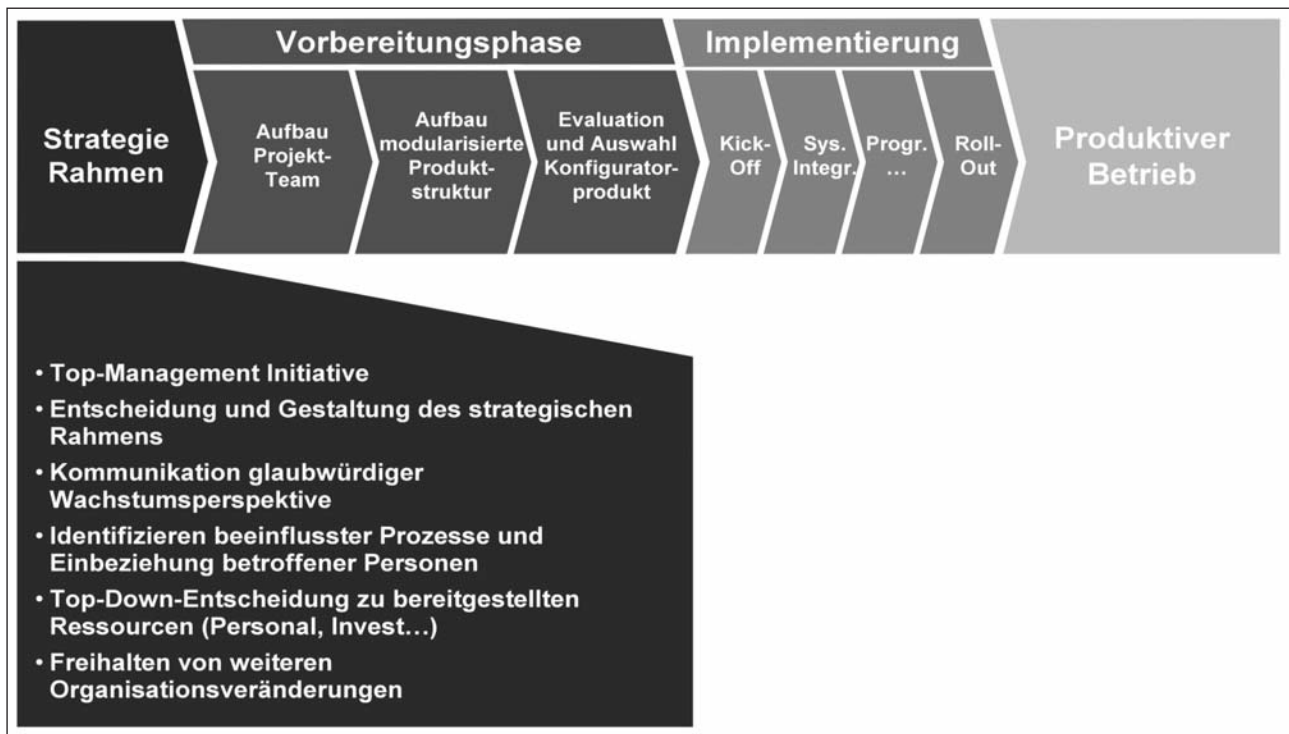 Vorbereitungsphase
Implementierung
Strategie
Rahmen
Aufbau
Projekt-
Team
Aufbau
modularisierte
Produkt-
struktur
Evaluation
und Auswahl
Konfigurator-
produkt
Kick-
Off
Sys.
Integr.
Progr.
…
Roll-
Out
Produktiver
Betrieb
• Top-Management Initiative
• Entscheidung und Gestaltung des strategischen
Rahmens
• Kommunikation glaubwürdiger
Wachstumsperspektive
• Identifizieren beeinflusster Prozesse und
Einbeziehung betroffener Personen
• Top-Down-Entscheidung zu bereitgestellten
Ressourcen (Personal, Invest…)
• Freihalten von weiteren
Organisationsveränderungen